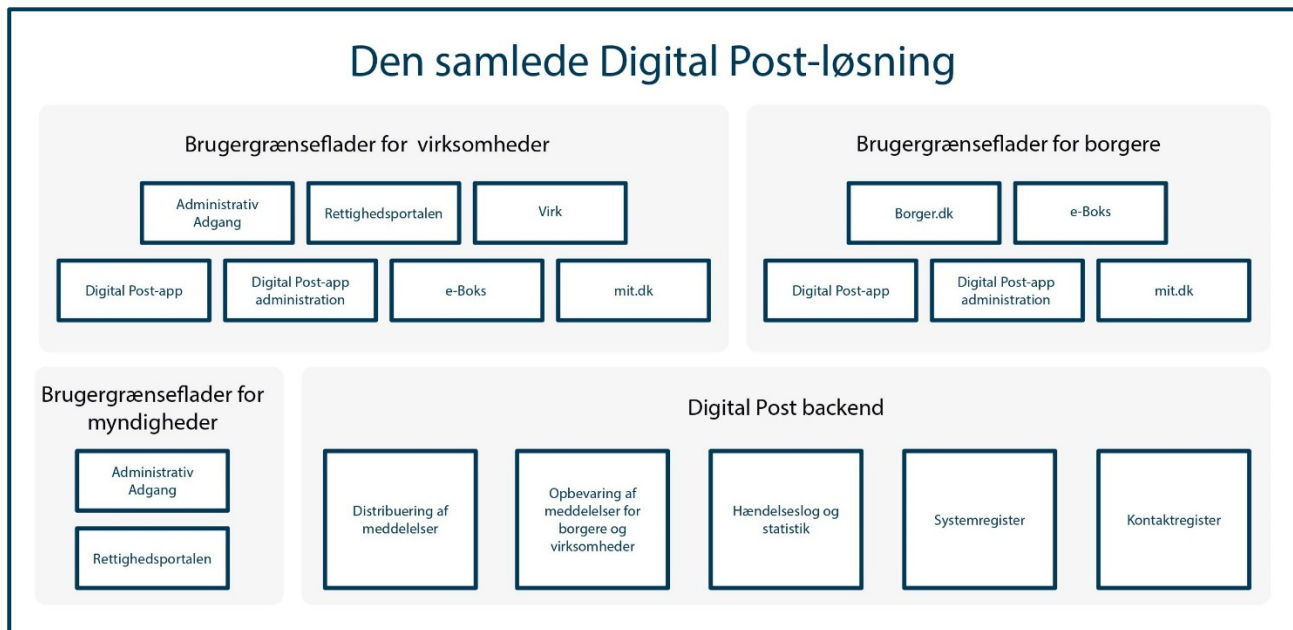 Den samlede Digital Post-løsning
Brugergrænseflader for virksomheder
Administrativ
Adgang
Rettighedsportalen
Virk
Digital Post-app
Digital Post-app
administration
e-Boks
mit.dk
Brugergrænseflader for borgere
Borger.dk
e-Boks
Digital Post-app
Digital Post-app
administration
mit.dk
Brugergrænseflader for
myndigheder
Administrativ
Adgang
Rettighedsportalen
Digital Post backend
Distribuering af
meddelelser
Opbevaring af
meddelelser for
borgere og
virksomheder
Hændelseslog og
statistik
Systemregister
Kontaktregister